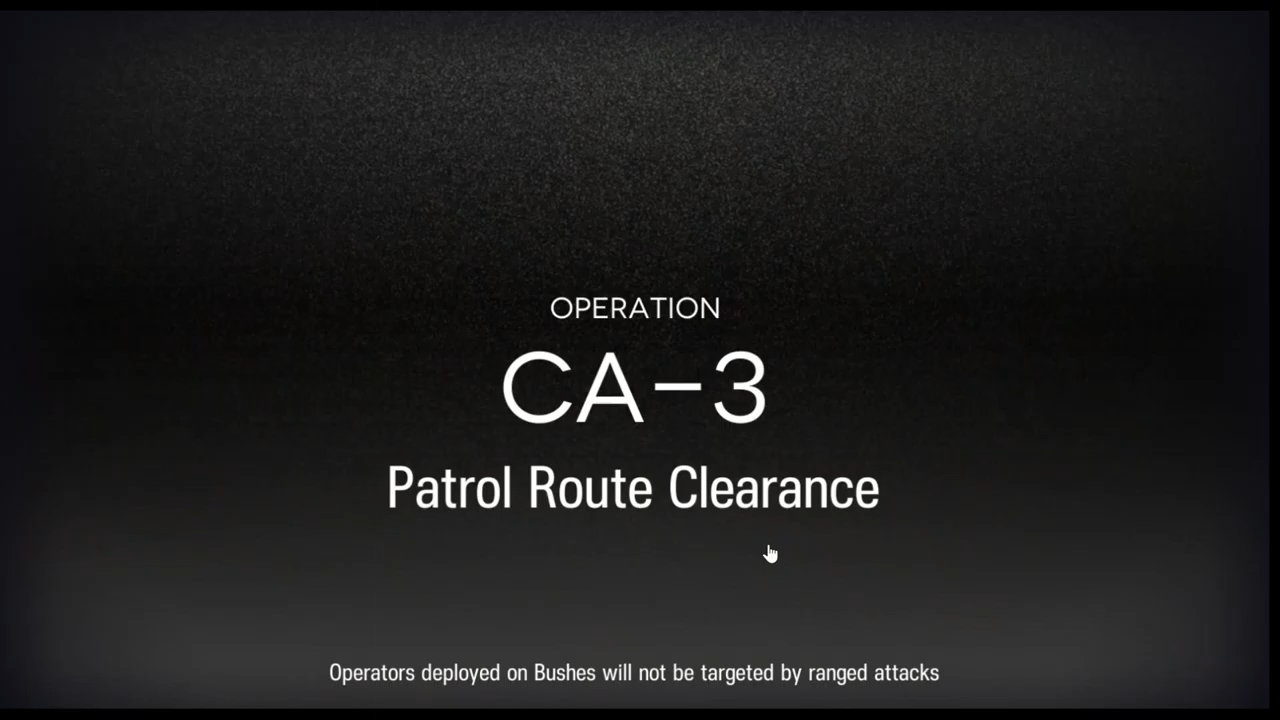 OPERATION
CA-3
Patrol Route Clearance
Operators deployed on Bushes will not be targeted by ranged attacks